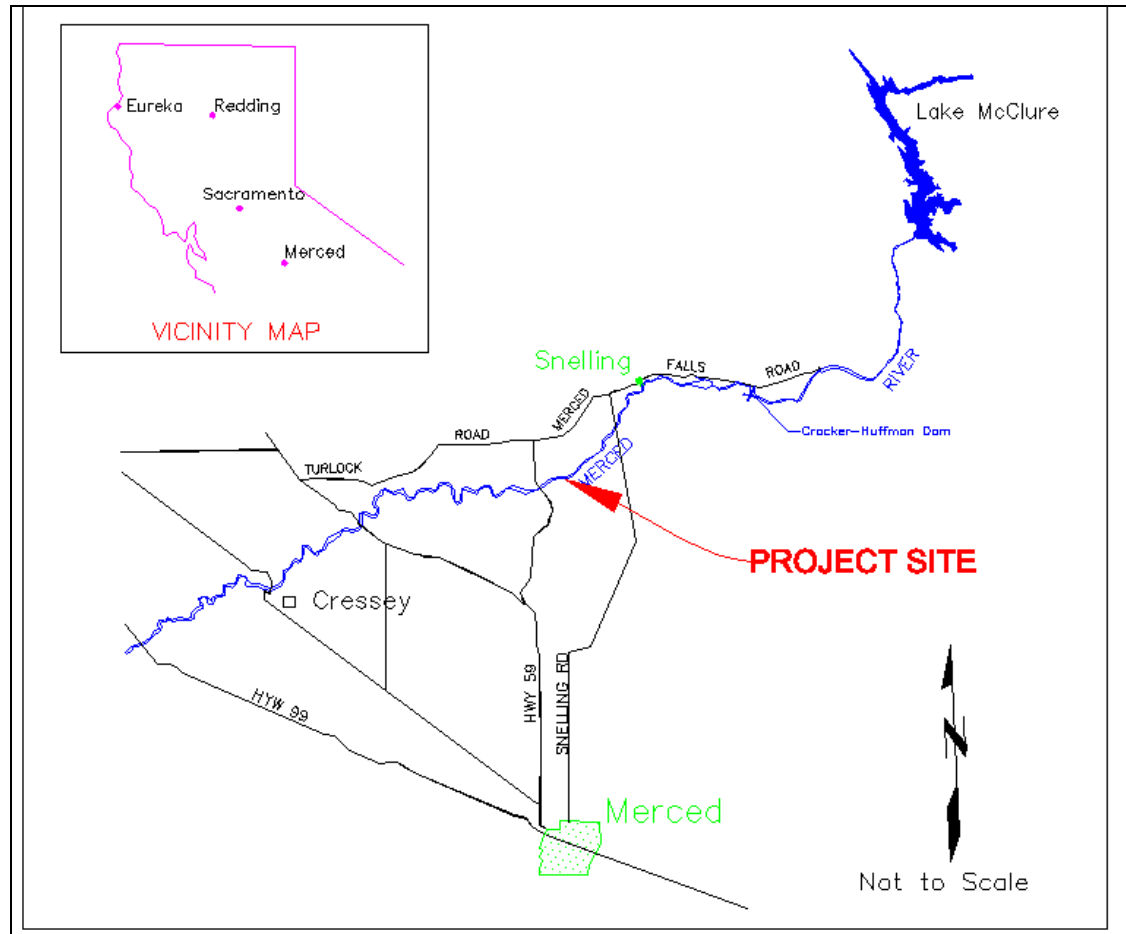 Eureka
Redding
Sacramento
Merced
VICINITY MAP
Lake McClure
Snelling
FALLS
ROAD
RIVER
MERCED
Crocker-Huffman Dam
ROAD
TURLOCK
MERCED
PROJECT SITE
Cressey
HYW 99
HWY 59
SNELLING RD
Merced
N
Not to Scale